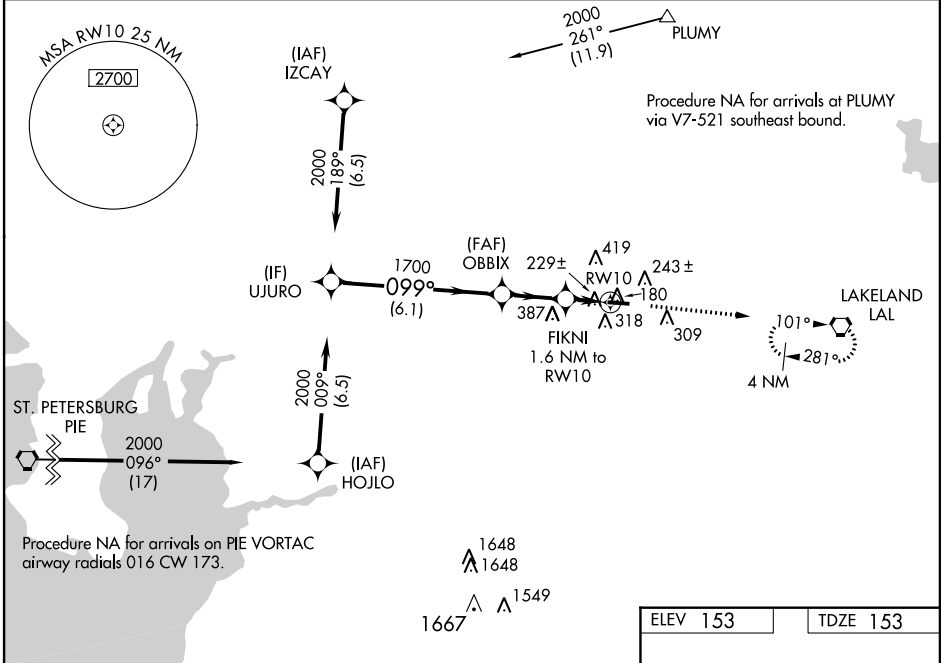 MSA RW10 25 NM
2700
2000
261°
(11.9)
PLUMY
Procedure NA for arrivals at PLUMY
via V7-521 southeast bound.
(IAF)
IZCAY
2000
189°
(6.5)
(IF)
UJURO
1700
099°
(6.1)
(FAF)
OBBIX
229±
419
RW10
243 ±
180
387
318
309
FIKNI
1.6 NM to
RW10
LAKELAND
LAL
101°
281°
4 NM
2000
009°
(6.5)
ST. PETERSBURG
PIE
2000
096°
(17)
(IAF)
HOJLO
Procedure NA for arrivals on PIE VORTAC
airway radials 016 CW 173.
1648
1648
1549
1667
ELEV 153
TDZE 153